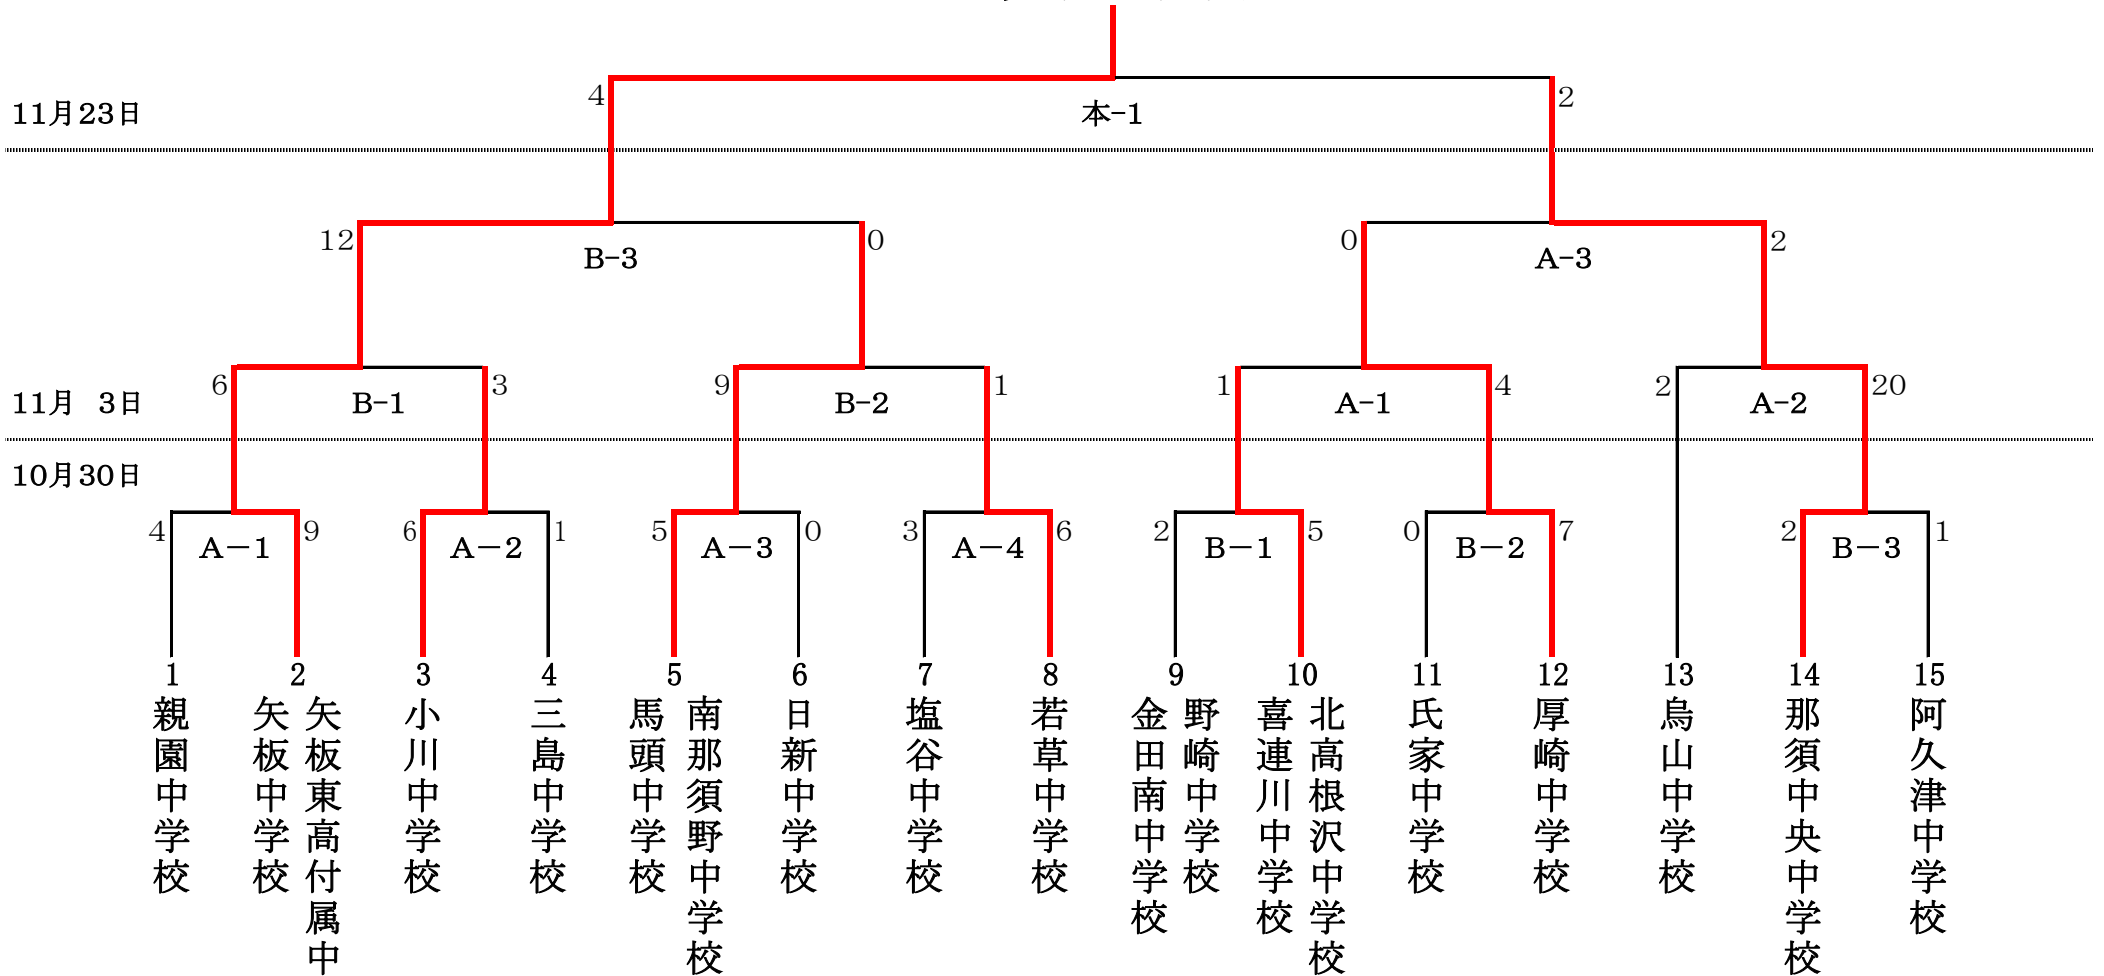 4
2
11月23日
本-1
12
0
0
2
B-3
A-3
6
3
9
1
1
4
2
20
11月 3日
B-1
B-2
A-1
A-2
10月30日
4
9
6
1
5
0
3
6
2
5
0
7
2
1
A－1
A－2
A－3
A－4
B－1
B－2
B－3
1
2
3
4
5
6
7
8
9
10
11
12
13
14
15
親園中学校
矢板中学校
矢板東高付属中
小川中学校
三島中学校
馬頭中学校
南那須野中学校
日新中学校
塩谷中学校
若草中学校
金田南中学校
野崎中学校
喜連川中学校
北高根沢中学校
氏家中学校
厚崎中学校
烏山中学校
那須中央中学校
阿久津中学校